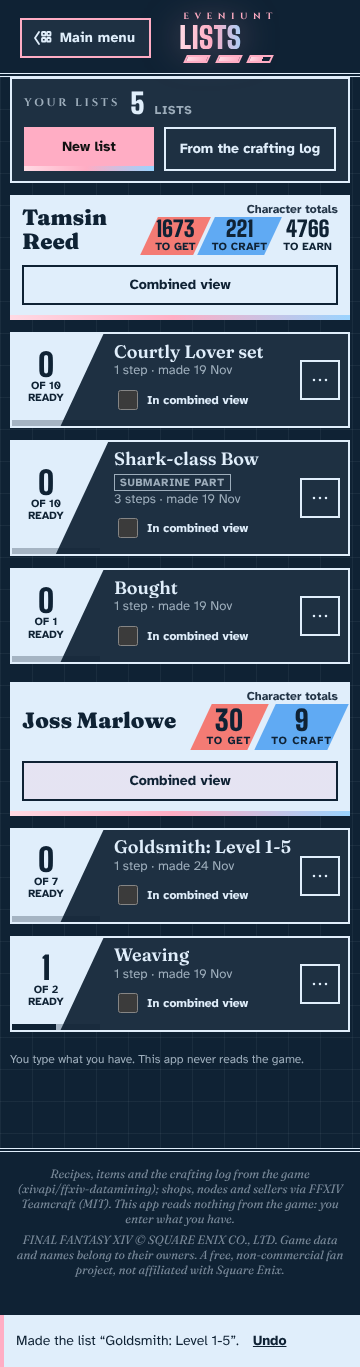 Main menu
EVENIUNT
LISTS
YOUR LISTS 5 LISTS
New list
From the crafting log
Tamsin Reed
Character totals
1673 TO GET
221 TO CRAFT
4766 TO EARN
Combined view
0 OF 10 READY
Courtly Lover set
1 step · made 19 Nov
In combined view
...
0 OF 10 READY
Shark-class Bow
SUBMARINE PART
3 steps · made 19 Nov
In combined view
...
0 OF 1 READY
Bought
1 step · made 19 Nov
In combined view
...
Joss Marlowe
Character totals
30 TO GET
9 TO CRAFT
Combined view
0 OF 7 READY
Goldsmith: Level 1-5
1 step · made 24 Nov
In combined view
...
1 OF 2 READY
Weaving
1 step · made 19 Nov
In combined view
...
You type what you have. This app never reads the game.
Recipes, items and the crafting log from the game
(xivapi/ffxiv-datamining); shops, nodes and sellers via FFXIV
Teamcraft (MIT). This app reads nothing from the game: you
enter what you have.
FINAL FANTASY XIV © SQUARE ENIX CO., LTD. Game data
and names belong to their owners. A free, non-commercial fan
project, not affiliated with Square Enix.
Made the list “Goldsmith: Level 1-5”. Undo